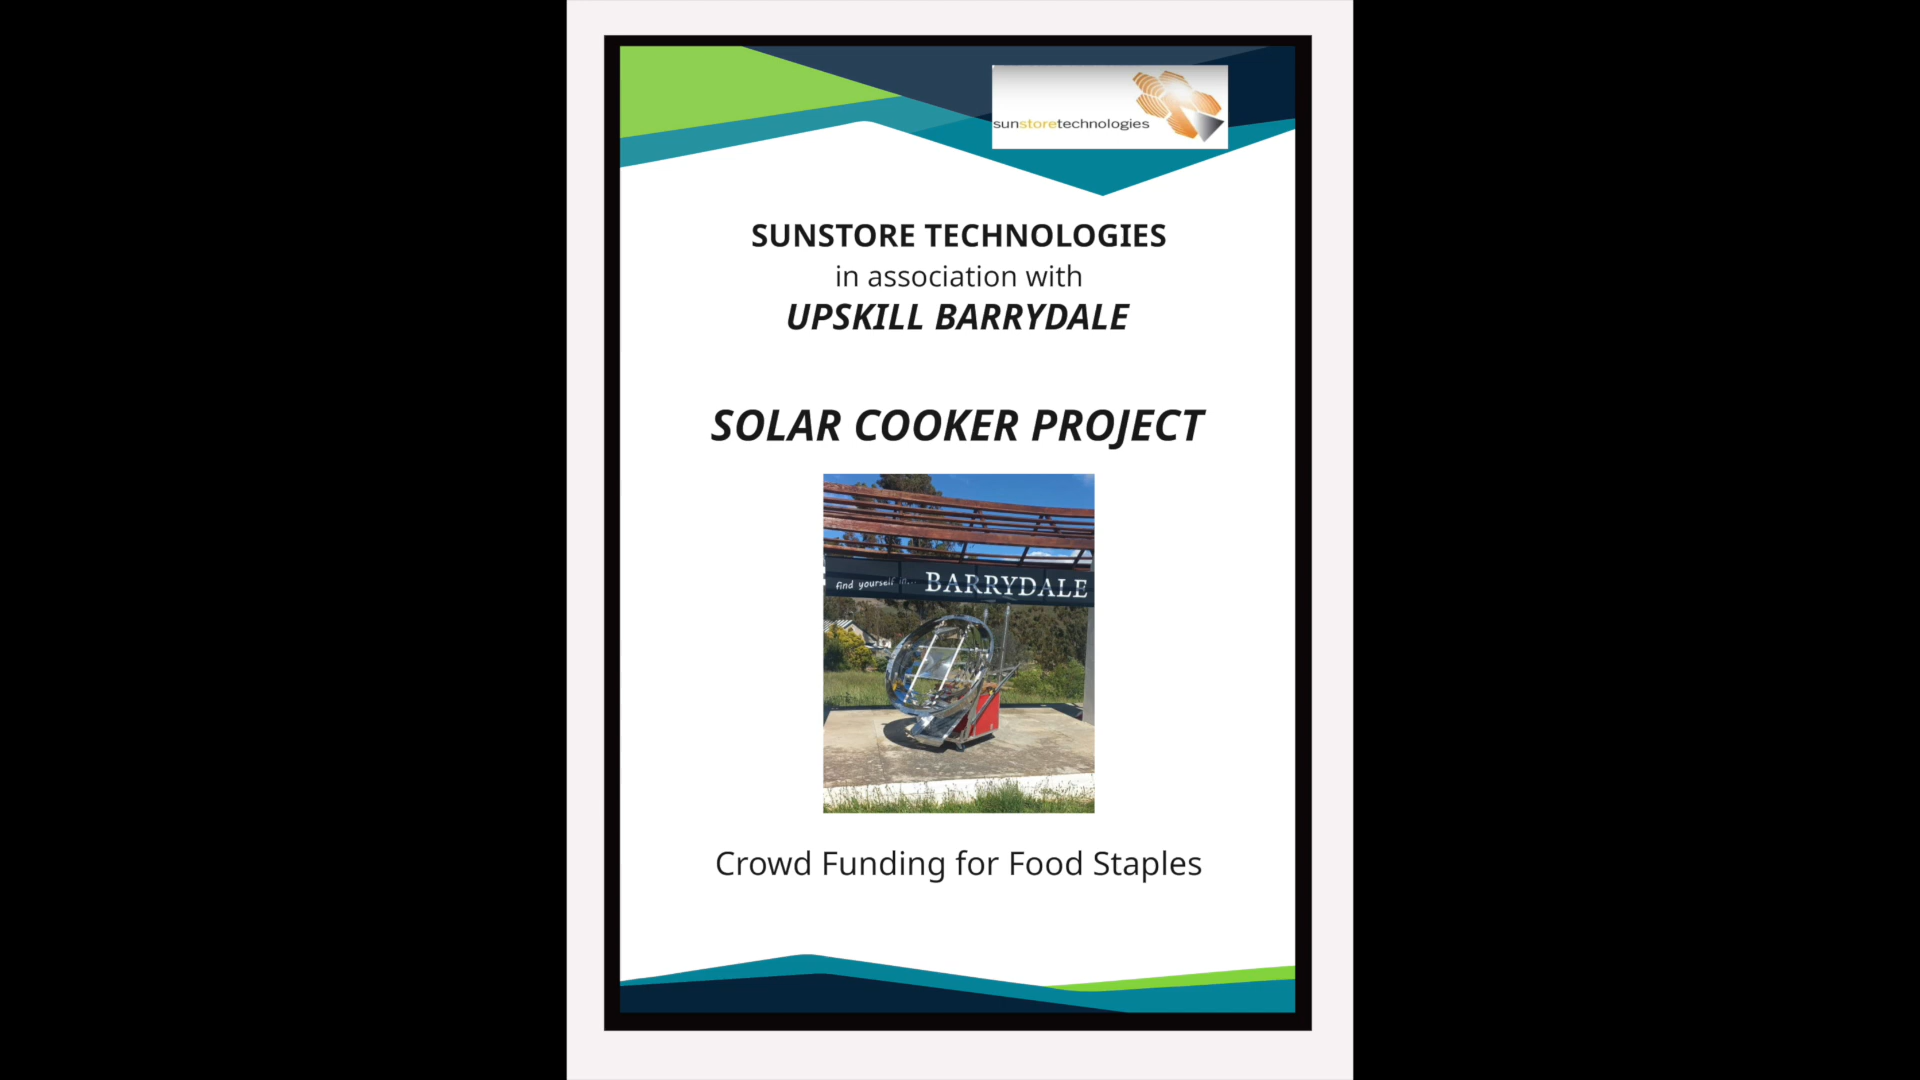 sunstoretechnologies
SUNSTORE TECHNOLOGIES
in association with
UPSKILL BARRYDALE
SOLAR COOKER PROJECT
find yourself in... BARRYDALE
Crowd Funding for Food Staples